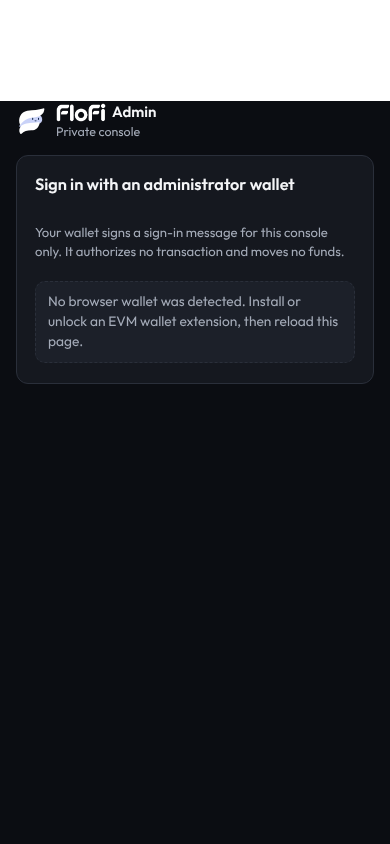 FloFi Admin
Private console
Sign in with an administrator wallet
Your wallet signs a sign-in message for this console
only. It authorizes no transaction and moves no funds.
No browser wallet was detected. Install or
unlock an EVM wallet extension, then reload this
page.